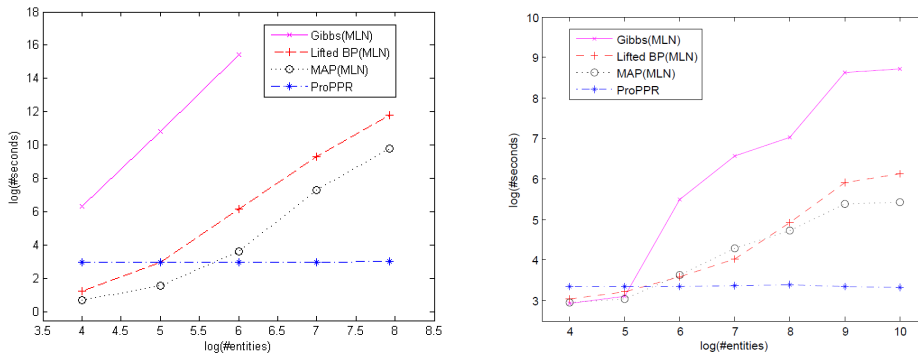 18
16
14
12
10
8
6
4
2
0
log(#seconds)
Gibbs(MLN)
Lifted BP(MLN)
MAP(MLN)
ProPPR
3.5 4 4.5 5 5.5 6 6.5 7 7.5 8 8.5
log(#entities)
10
9
8
7
6
5
4
3
log(#seconds)
Gibbs(MLN)
Lifted BP(MLN)
MAP(MLN)
ProPPR
4 5 6 7 8 9 10
log(#entities)